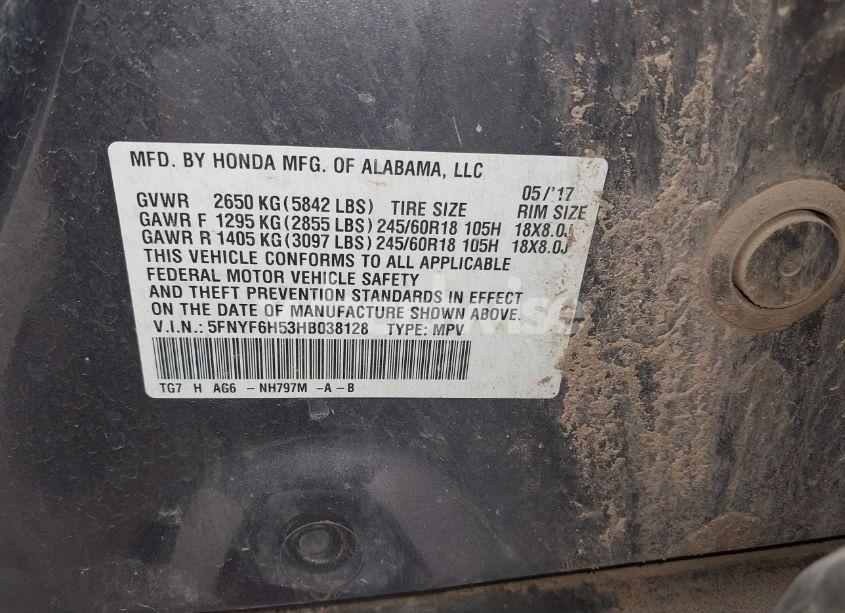 MFD. BY HONDA MFG. OF ALABAMA, LLC
05/'17
GVWR 2650 KG (5842 LBS) TIRE SIZE RIM SIZE
GAWR F 1295 KG (2855 LBS) 245/60R18 105H 18X8.0J
GAWR R 1405 KG (3097 LBS) 245/60R18 105H 18X8.0J
THIS VEHICLE CONFORMS TO ALL APPLICABLE
FEDERAL MOTOR VEHICLE SAFETY
AND THEFT PREVENTION STANDARDS IN EFFECT
ON THE DATE OF MANUFACTURE SHOWN ABOVE.
V.I.N.: 5FNYF6H53HB038128 TYPE: MPV
TG7 H AG6 - NH797M -A - B